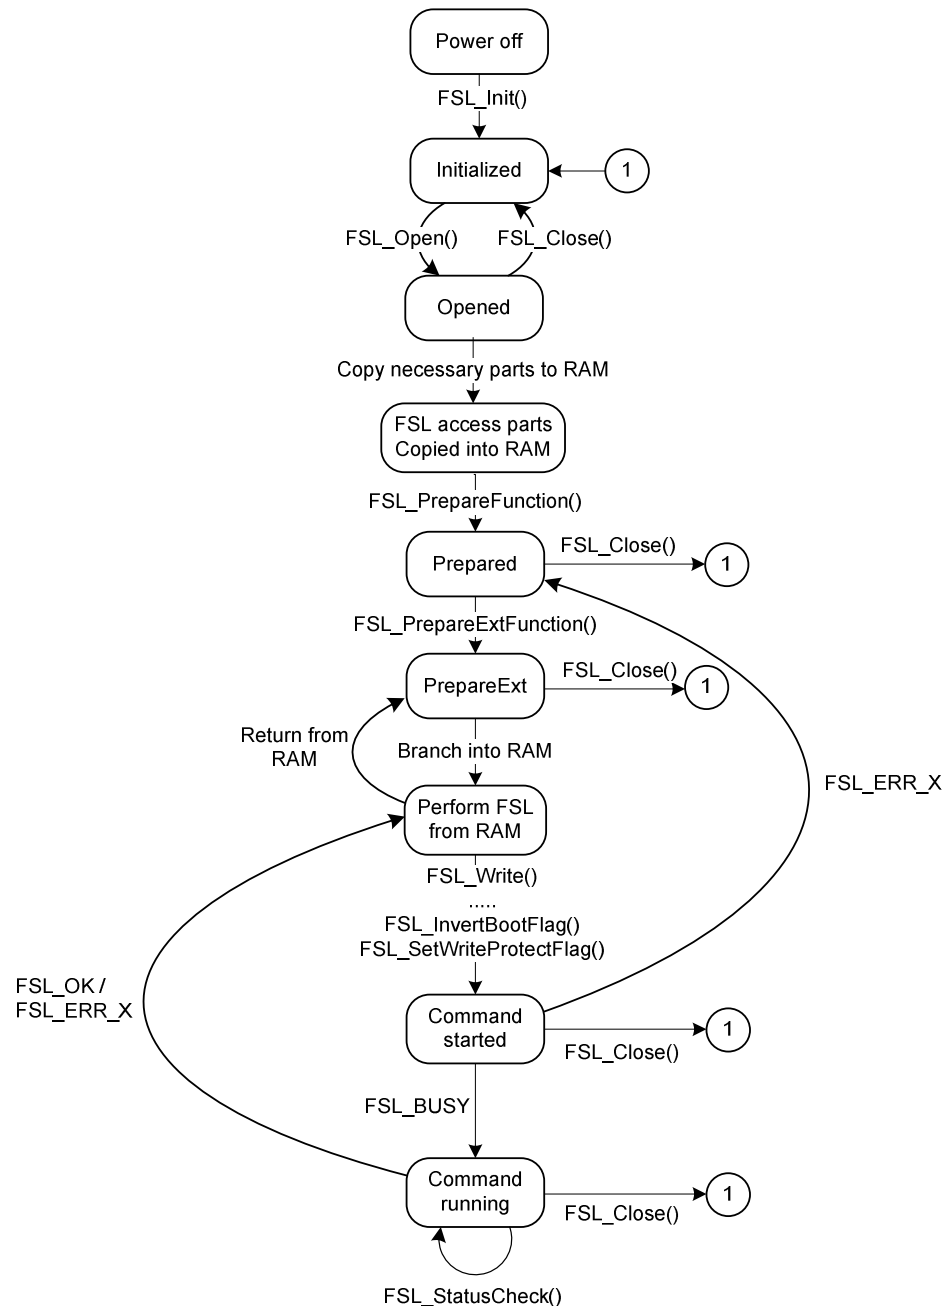 Power off
FSL_Init()
Initialized
1
FSL_Open()
FSL_Close()
Opened
Copy necessary parts to RAM
FSL access parts
Copied into RAM
FSL_PrepareFunction()
Prepared
FSL_Close()
1
FSL_PrepareExtFunction()
PrepareExt
FSL_Close()
1
Return from
RAM
Branch into RAM
FSL_ERR_X
Perform FSL
from RAM
FSL_Write()
.....
FSL_InvertBootFlag()
FSL_SetWriteProtectFlag()
FSL_OK /
FSL_ERR_X
Command
started
FSL_Close()
1
FSL_BUSY
Command
running
FSL_Close()
1
FSL_StatusCheck()